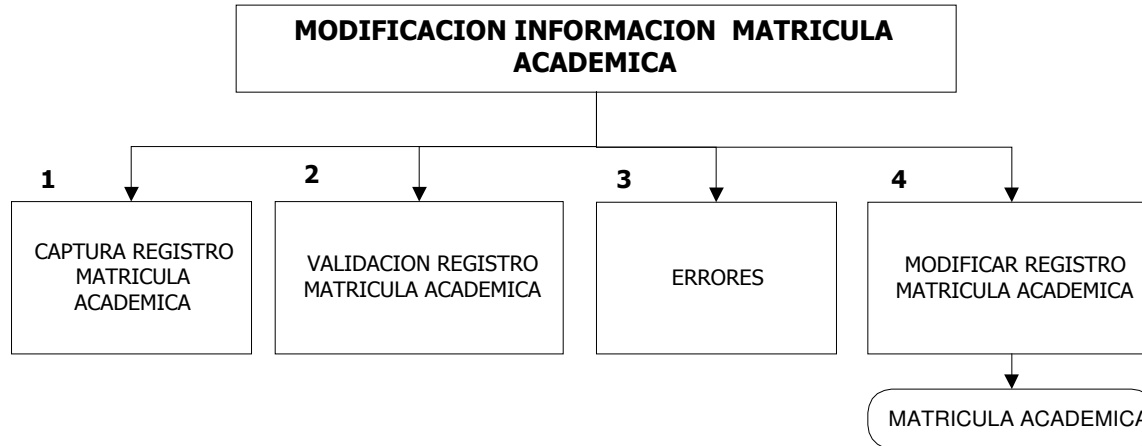 MODIFICACION INFORMACION MATRICULA
ACADEMICA
1
CAPTURA REGISTRO
MATRICULA
ACADEMICA
2
VALIDACION REGISTRO
MATRICULA ACADEMICA
3
ERRORES
4
MODIFICAR REGISTRO
MATRICULA ACADEMICA
MATRICULA ACADEMICA